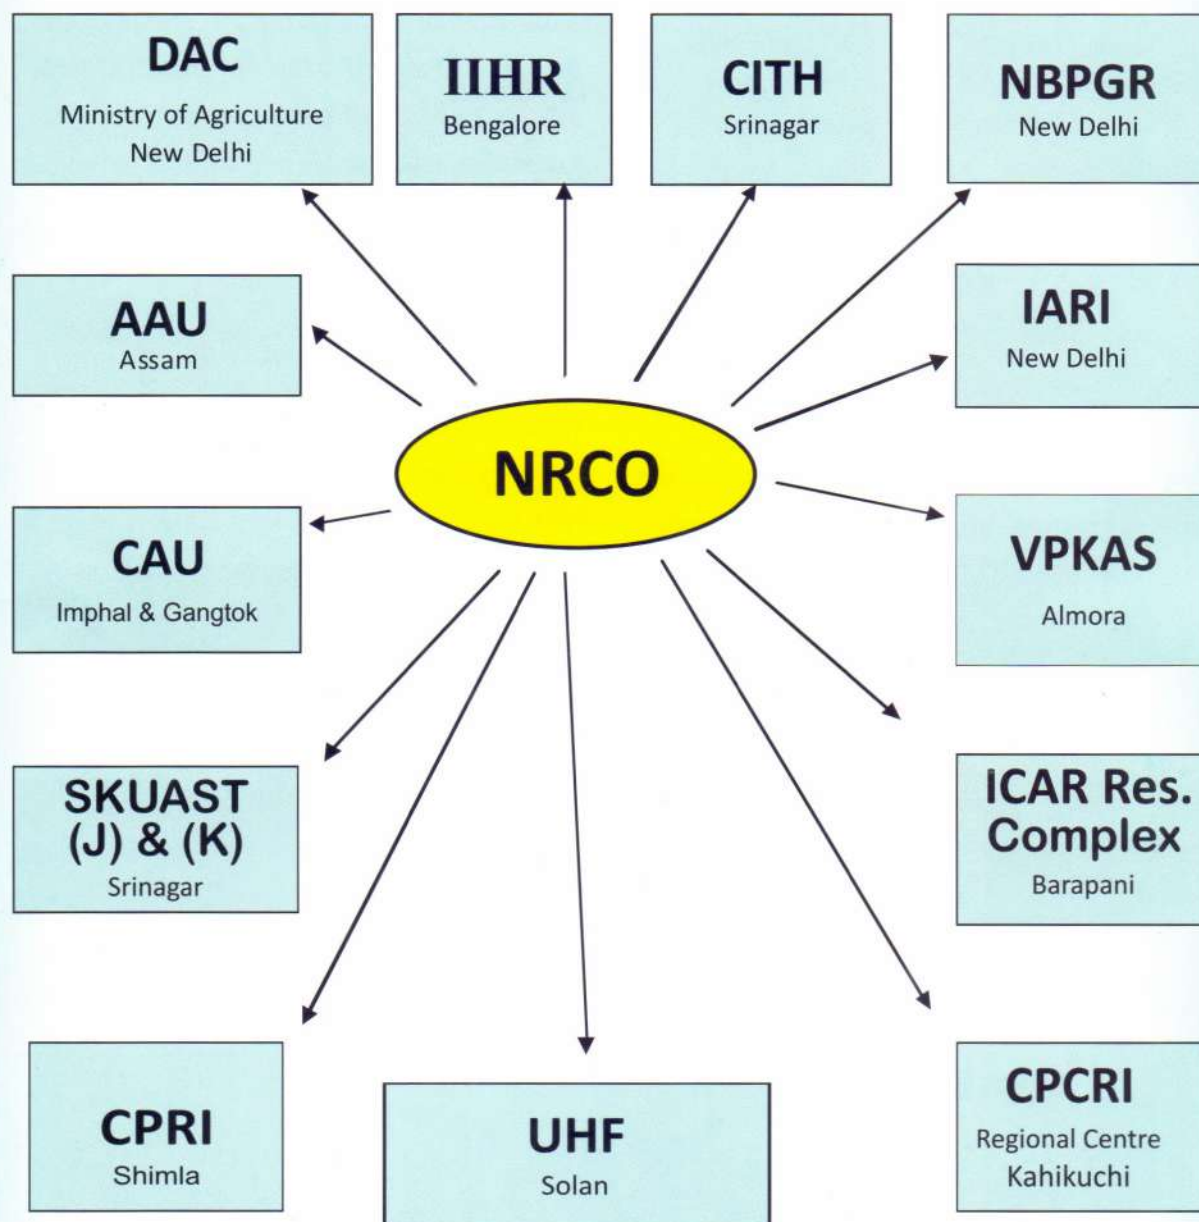 DAC
Ministry of Agriculture
New Delhi
IIHR
Bengalore
CITH
Srinagar
NBPGR
New Delhi
AAU
Assam
IARI
New Delhi
NRCO
CAU
Imphal & Gangtok
VPKAS
Almora
SKUAST
(J) & (K)
Srinagar
ICAR Res.
Complex
Barapani
CPRI
Shimla
UHF
Solan
CPCRI
Regional Centre
Kahikuchi